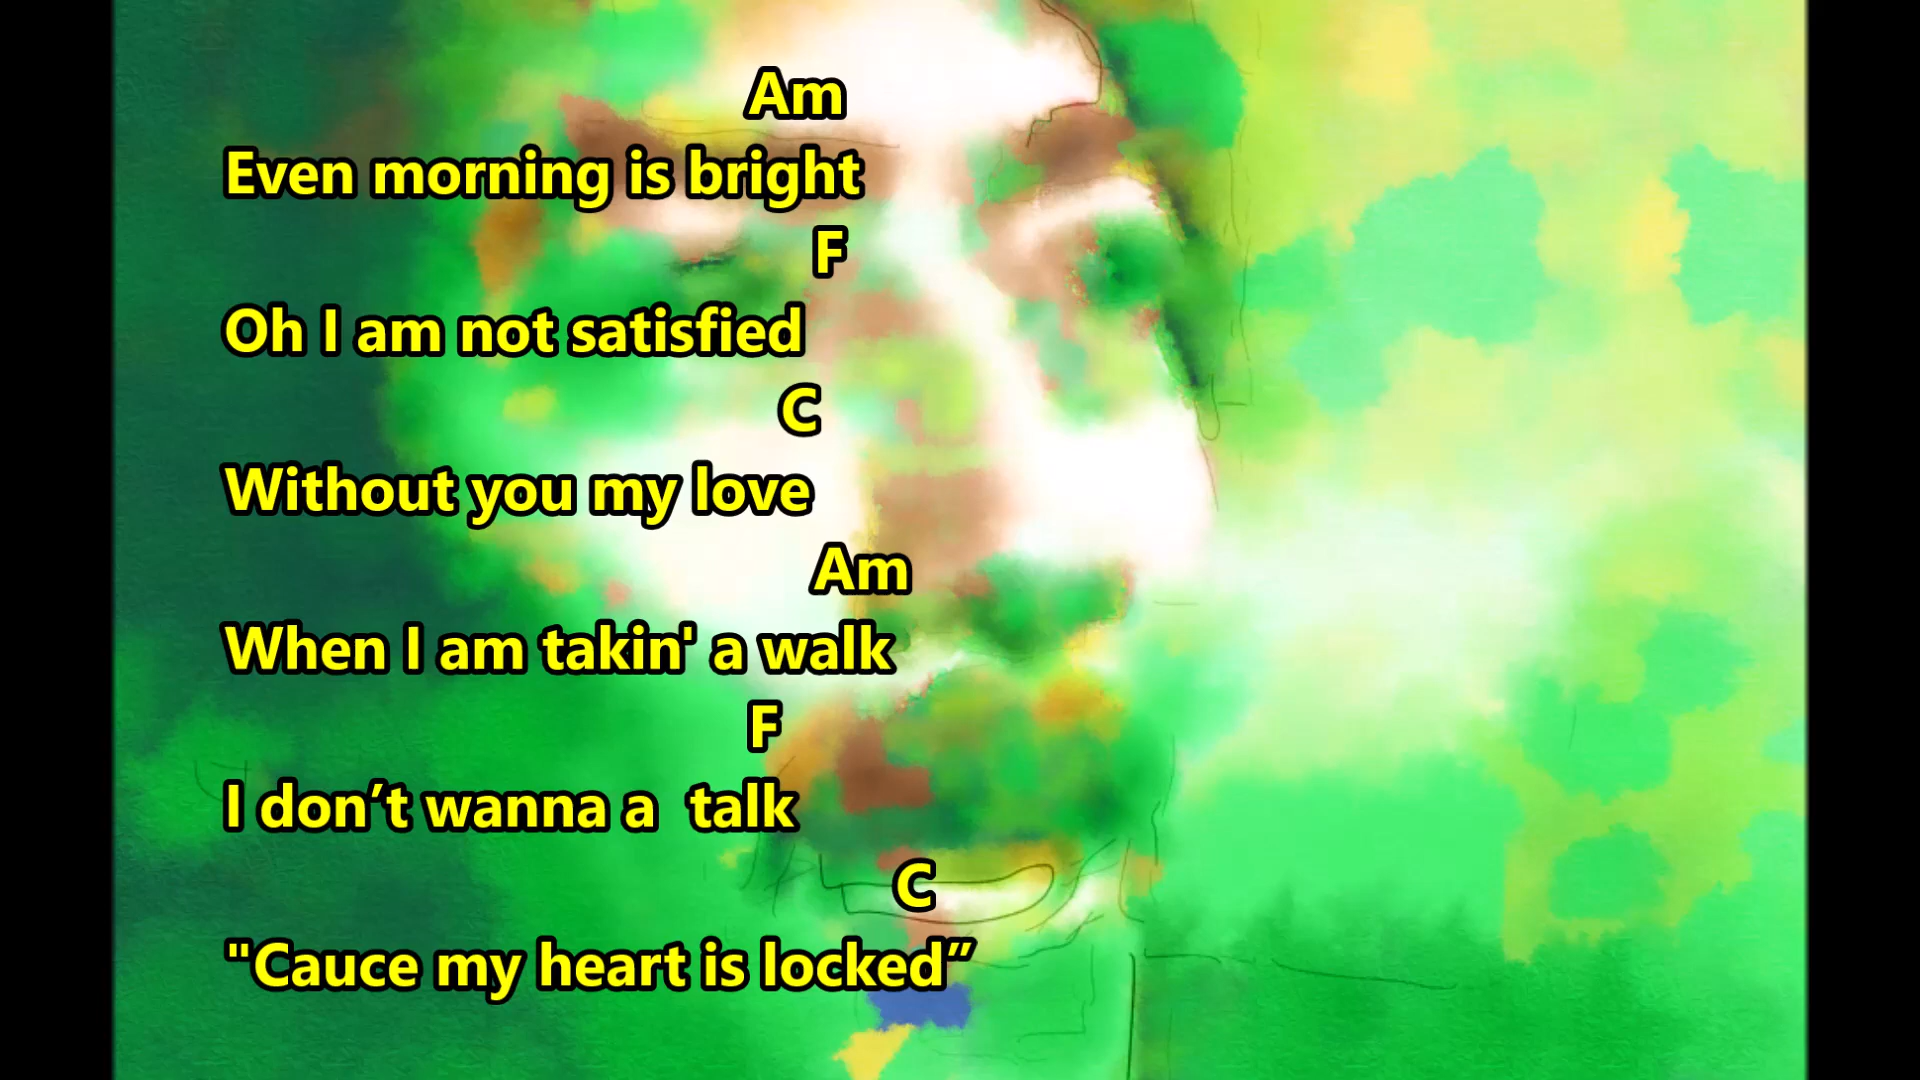 Am
Even morning is bright
F
Oh I am not satisfied
C
Without you my love
Am
When I am takin' a walk
F
I don’t wanna a  talk
C
"Cauce my heart is locked”